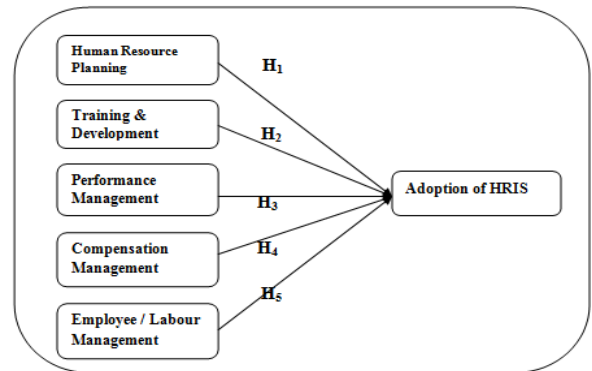 Human Resource
Planning
H1
Training &
Development
H2
Performance
Management
H3
Adoption of HRIS
Compensation
Management
H4
Employee / Labour
Management
H5